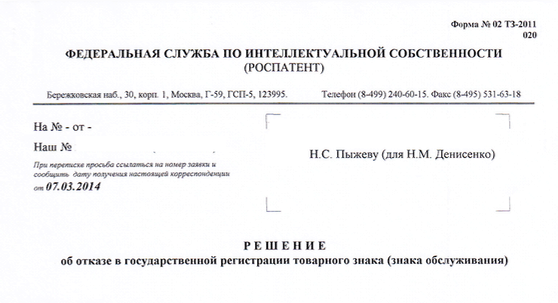 Форма № 02 ТЗ-2011
020
ФЕДЕРАЛЬНАЯ СЛУЖБА ПО ИНТЕЛЛЕКТУАЛЬНОЙ СОБСТВЕННОСТИ
(РОСПАТЕНТ)
Бережковская наб., 30, корп. 1, Москва, Г-59, ГСП-5, 123995. Телефон (8-499) 240-60-15. Факс (8-495) 531-63-18
На № - от -
Наш №
При переписке просьба ссылаться на номер заявки и
сообщить дату получения настоящей корреспонденции
от 07.03.2014
Н.С. Пыжеву (для Н.М. Денисенко)
РЕШЕНИЕ
об отказе в государственной регистрации товарного знака (знака обслуживания)